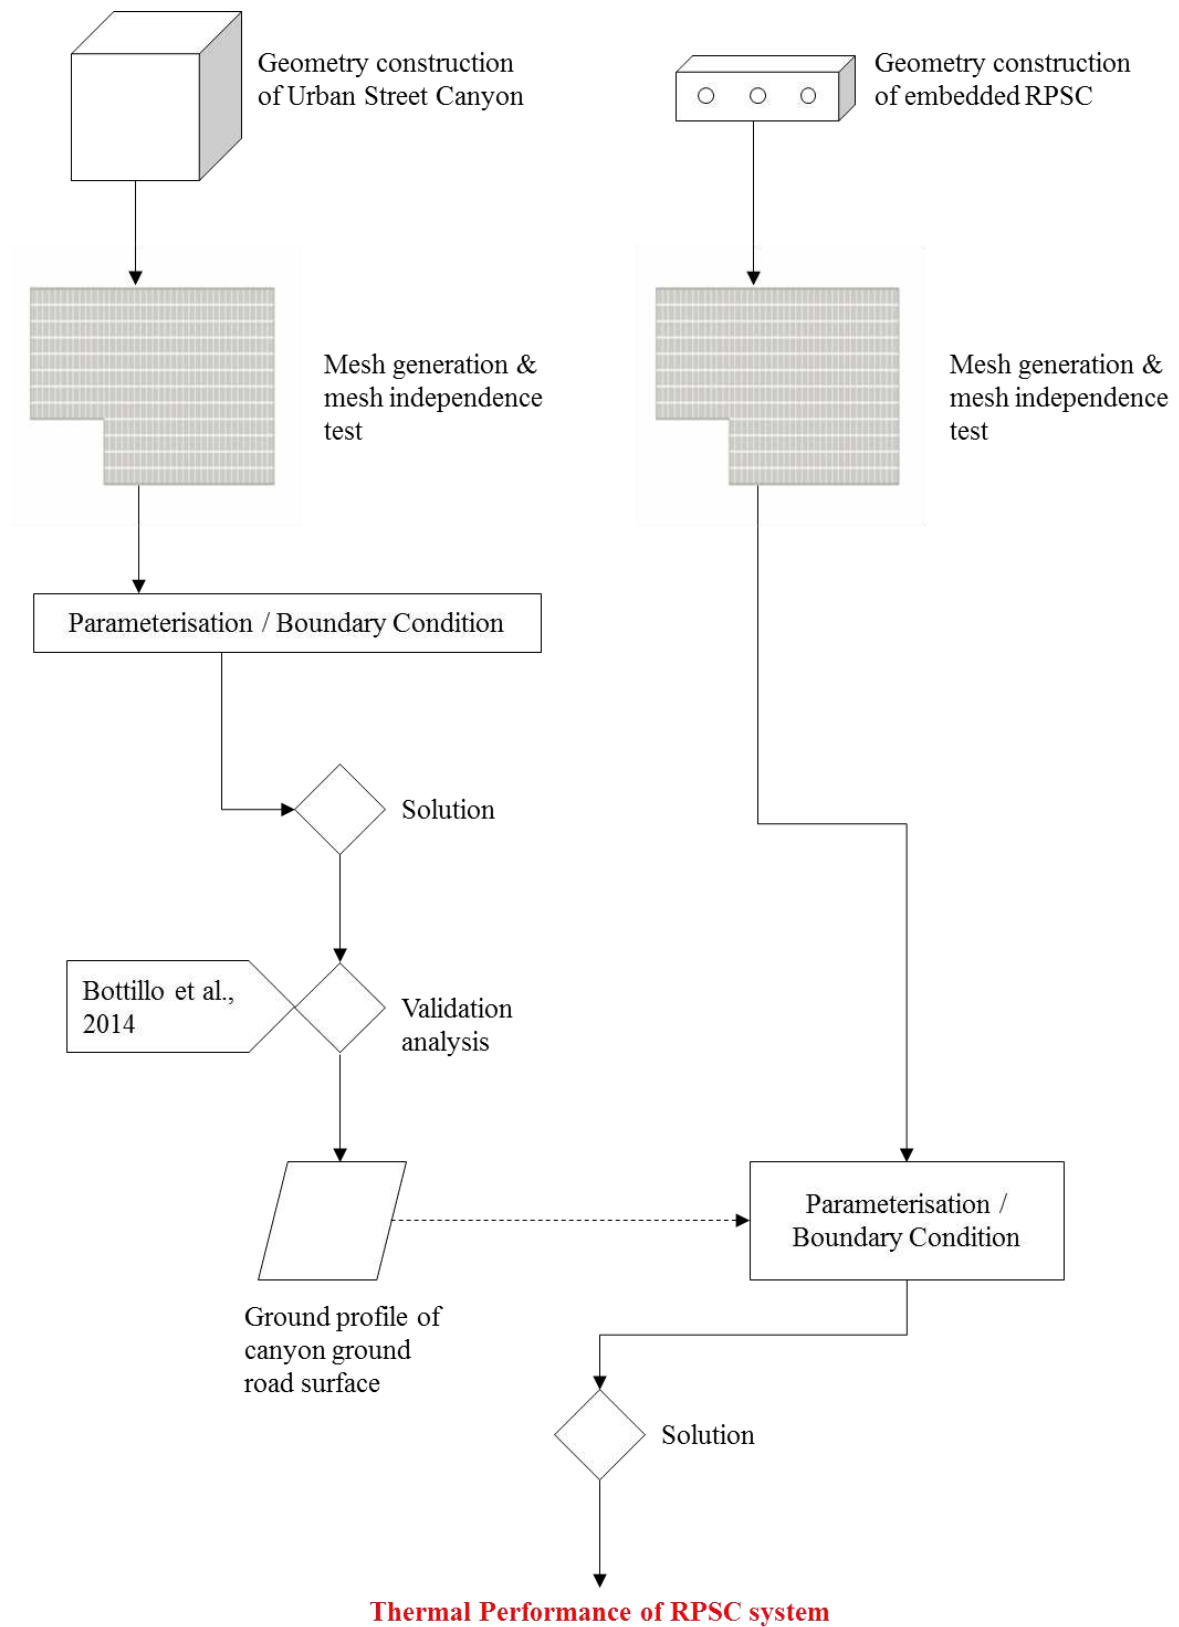 Geometry construction
of Urban Street Canyon
Geometry construction
of embedded RPSC
Mesh generation &
mesh independence
test
Mesh generation &
mesh independence
test
Parameterisation / Boundary Condition
Solution
Bottillo et al.,
2014
Validation
analysis
Parameterisation /
Boundary Condition
Ground profile of
canyon ground
road surface
Solution
Thermal Performance of RPSC system